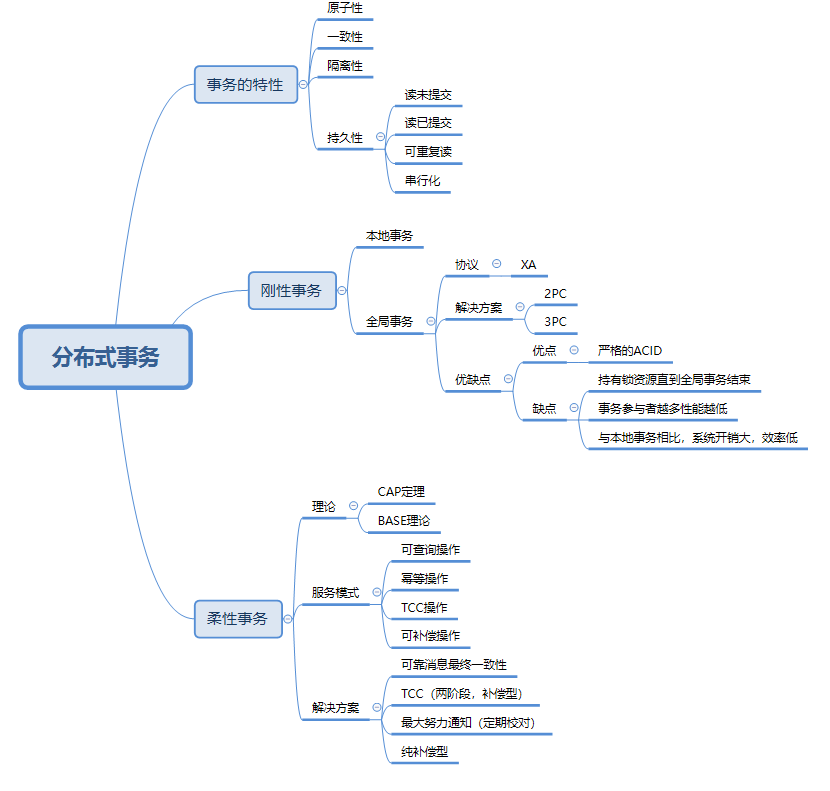 分布式事务
事务的特性
原子性
一致性
隔离性
持久性
读未提交
读已提交
可重复读
串行化
刚性事务
本地事务
全局事务
协议
XA
解决方案
2PC
3PC
优缺点
优点
严格的ACID
缺点
持有锁资源直到全局事务结束
事务参与者越多性能越低
与本地事务相比，系统开销大，效率低
柔性事务
理论
CAP定理
BASE理论
服务模式
可查询操作
幂等操作
TCC操作
可补偿操作
解决方案
可靠消息最终一致性
TCC（两阶段，补偿型）
最大努力通知（定期校对）
纯补偿型